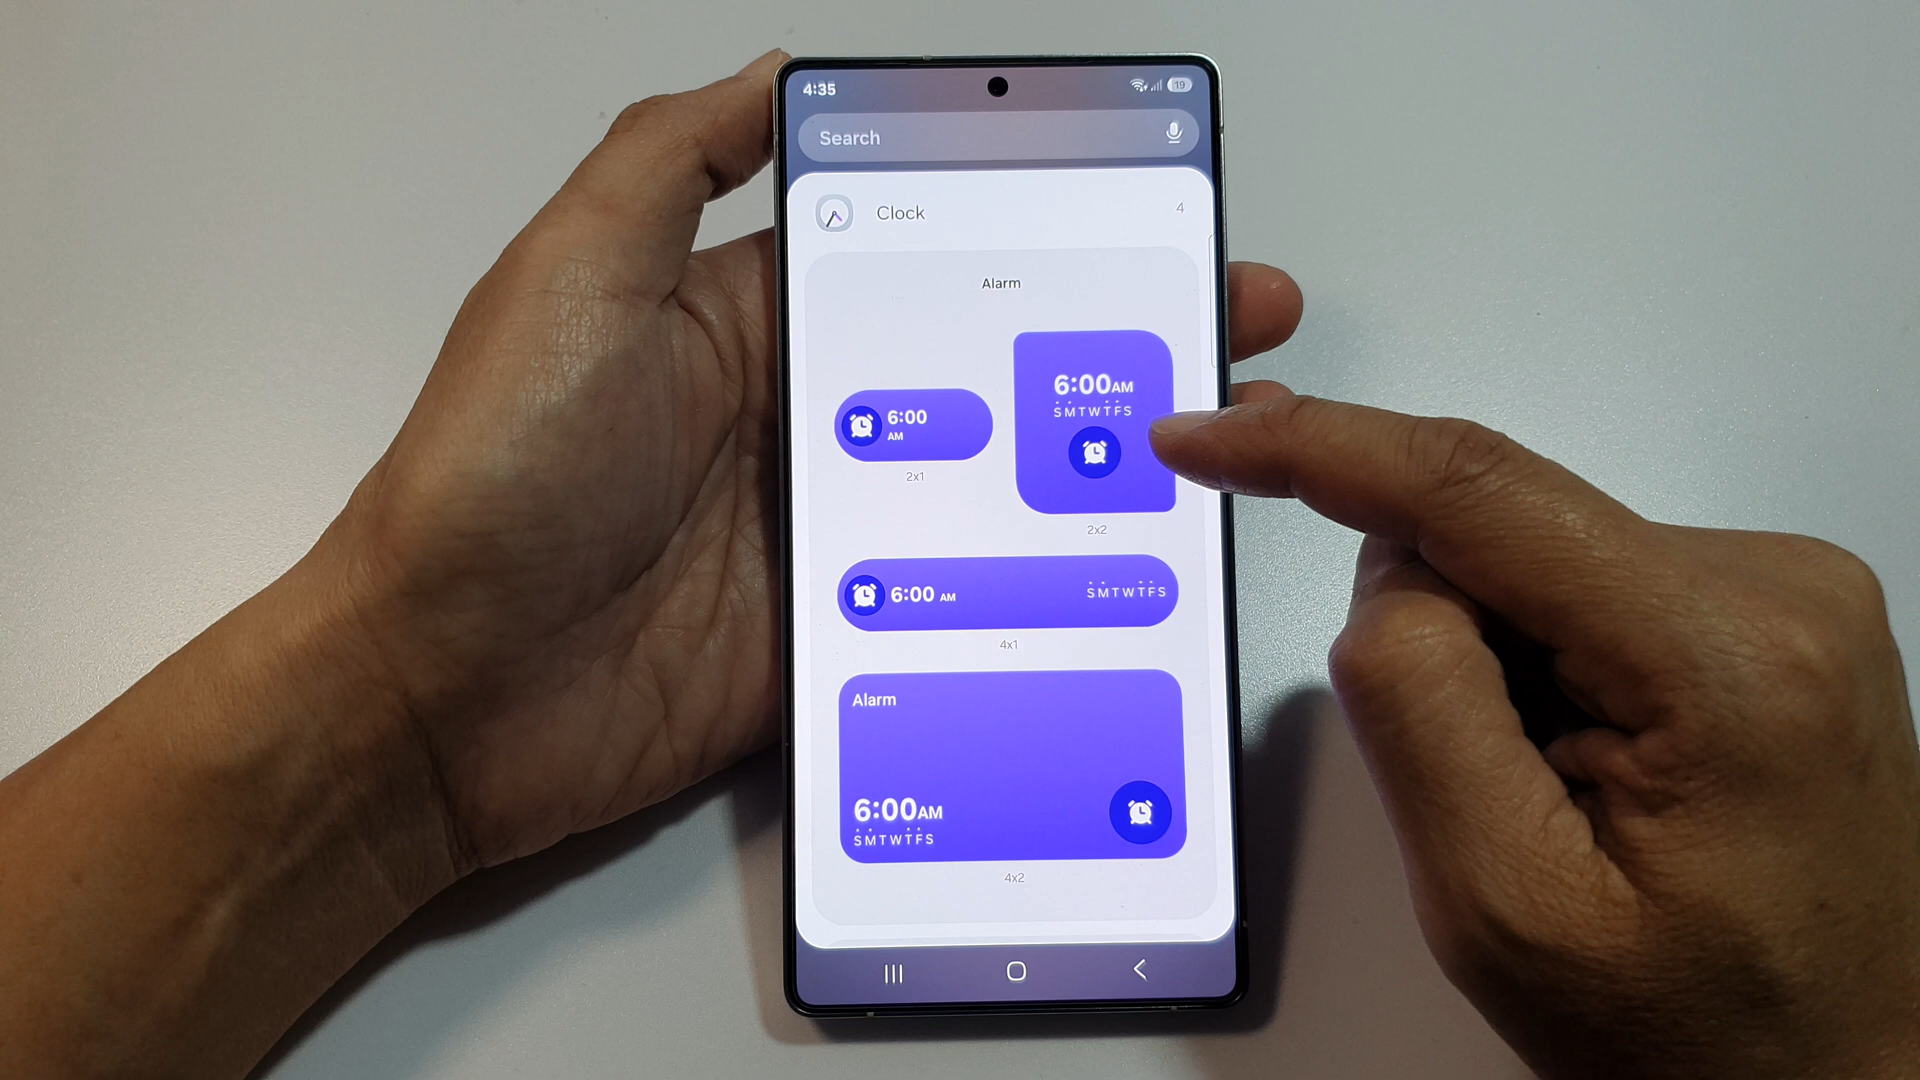 4:35
19
Search
Clock
4
Alarm
6:00
AM
2x1
6:00AM
SMTWTFS
2x2
6:00 AM
SMTWTFS
4x1
Alarm
6:00AM
SMTWTFS
4x2